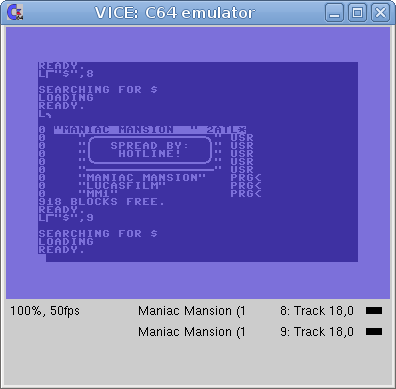 VICE: C64 emulator
READY.
L┌"$",8
SEARCHING FOR $
LOADING
READY.
L╮
0 "MANIAC MANSION  " 2ATL*
0 " " USR
0 " SPREAD BY: " USR
0 " HOTLINE! " USR
0 " " USR
0 " " USR
0 "MANIAC MANSION" PRG<
0 "LUCASFILM" PRG<
0 "MM1" PRG<
918 BLOCKS FREE.
READY.
L┌"$",9
SEARCHING FOR $
LOADING
READY.
100%, 50fps Maniac Mansion (1 8: Track 18,0
Maniac Mansion (1 9: Track 18,0